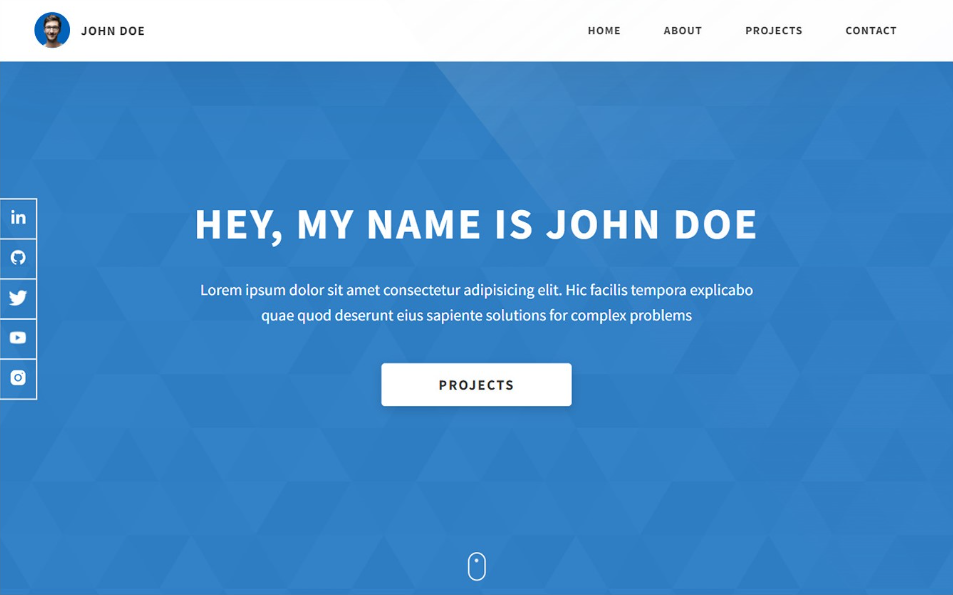 JOHN DOE
HOME ABOUT PROJECTS CONTACT
in
HEY, MY NAME IS JOHN DOE
Lorem ipsum dolor sit amet consectetur adipisicing elit. Hic facilis tempora explicabo
quae quod deserunt eius sapiente solutions for complex problems
PROJECTS